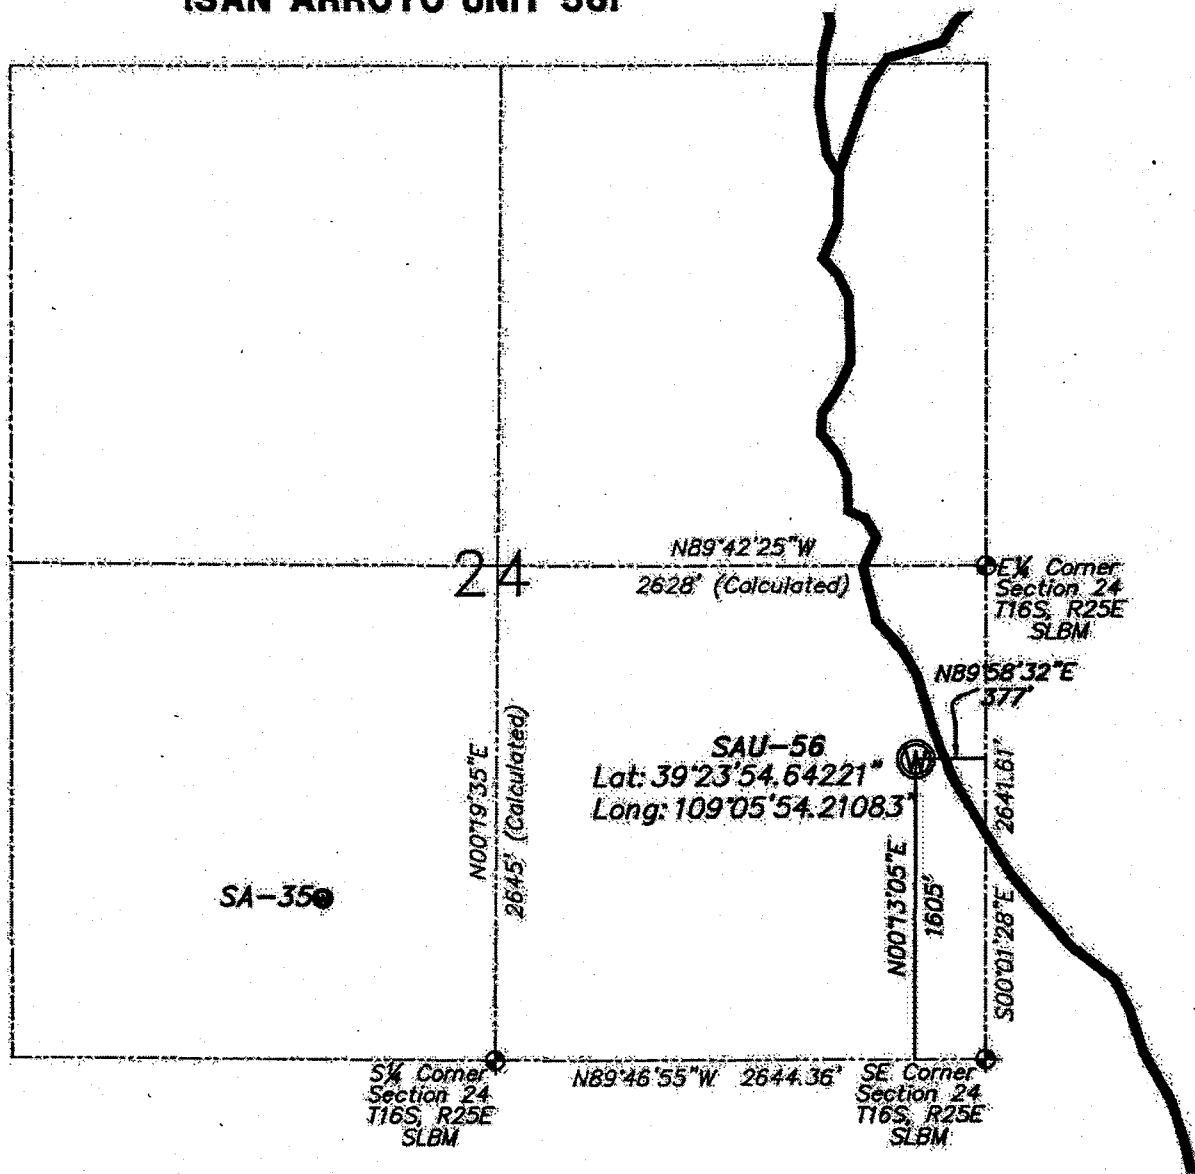 (SAN ARROYO UNIT 56)
24
N89°42'25"W
2628' (Calculated)
E¼ Corner
Section 24
T16S, R25E
SLBM
N89°58'32"E
377'
SAU-56
Lat: 39°23'54.64221"
Long: 109°05'54.21083"
W
N00°19'35"E
2645' (Calculated)
2641.61'
S00°01'28"E
N00°13'05"E
1605'
SA-35
S¼ Corner
Section 24
T16S, R25E
SLBM
N89°46'55"W 2644.36'
SE Corner
Section 24
T16S, R25E
SLBM